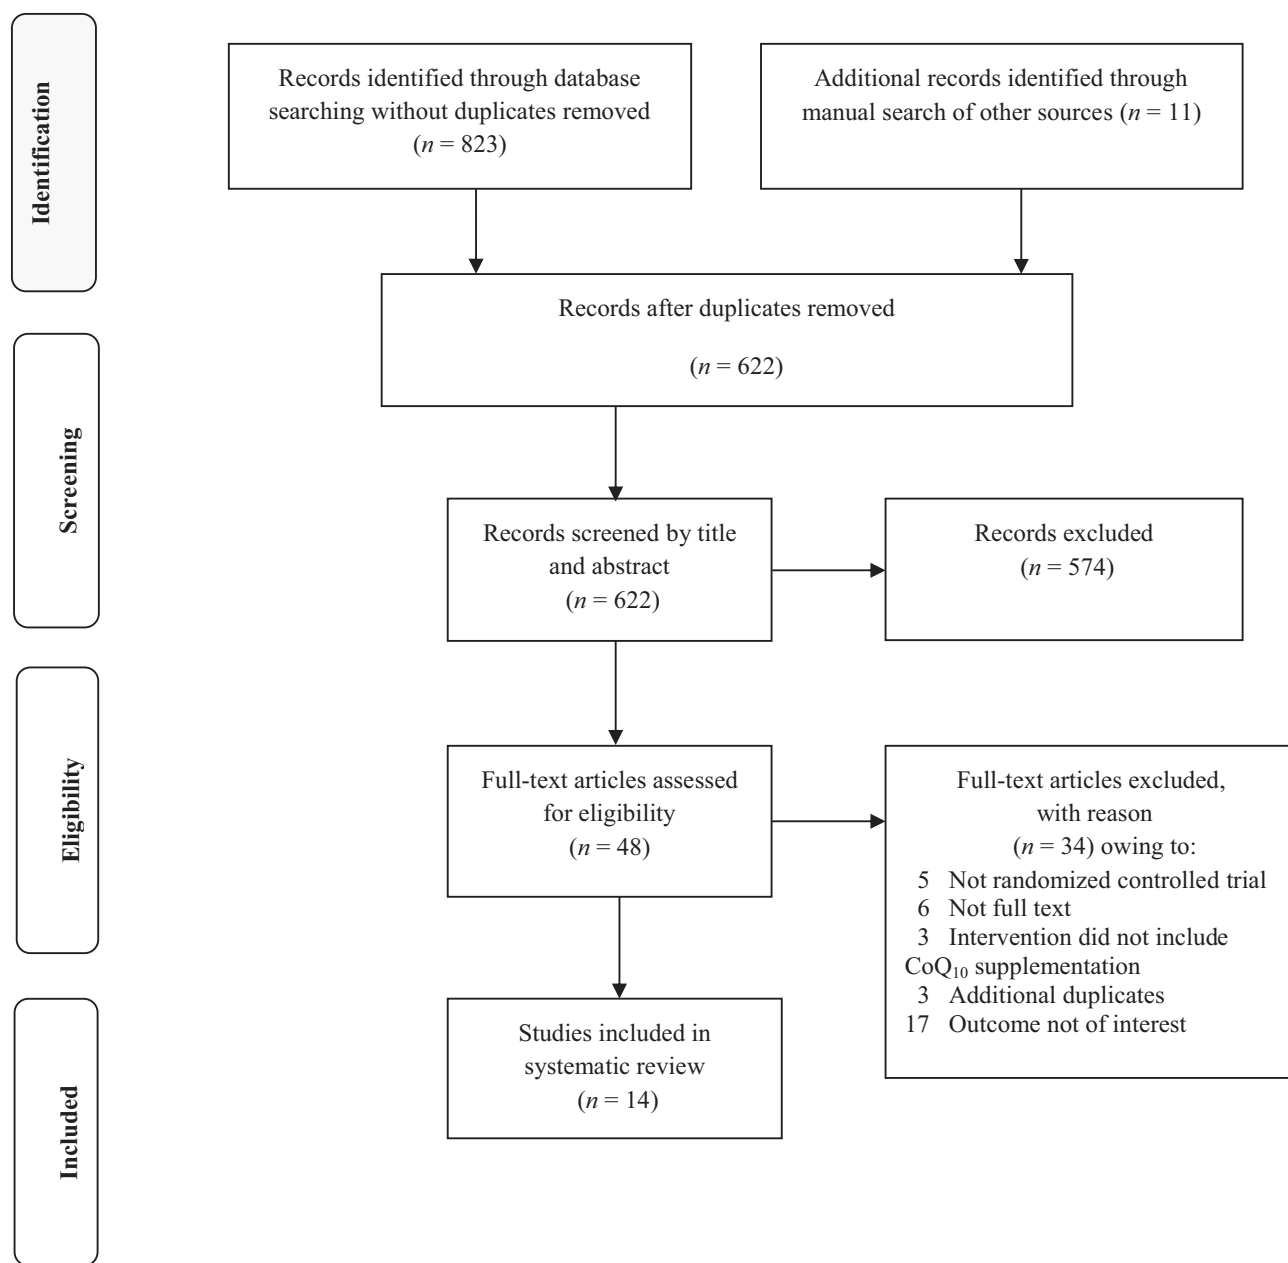 Identification
Records identified through database
searching without duplicates removed
(n = 823)
Additional records identified through
manual search of other sources (n = 11)
Records after duplicates removed
(n = 622)
Screening
Records screened by title
and abstract
(n = 622)
Records excluded
(n = 574)
Eligibility
Full-text articles assessed
for eligibility
(n = 48)
Full-text articles excluded,
with reason
(n = 34) owing to:
5 Not randomized controlled trial
6 Not full text
3 Intervention did not include
CoQ₁₀ supplementation
3 Additional duplicates
17 Outcome not of interest
Included
Studies included in
systematic review
(n = 14)